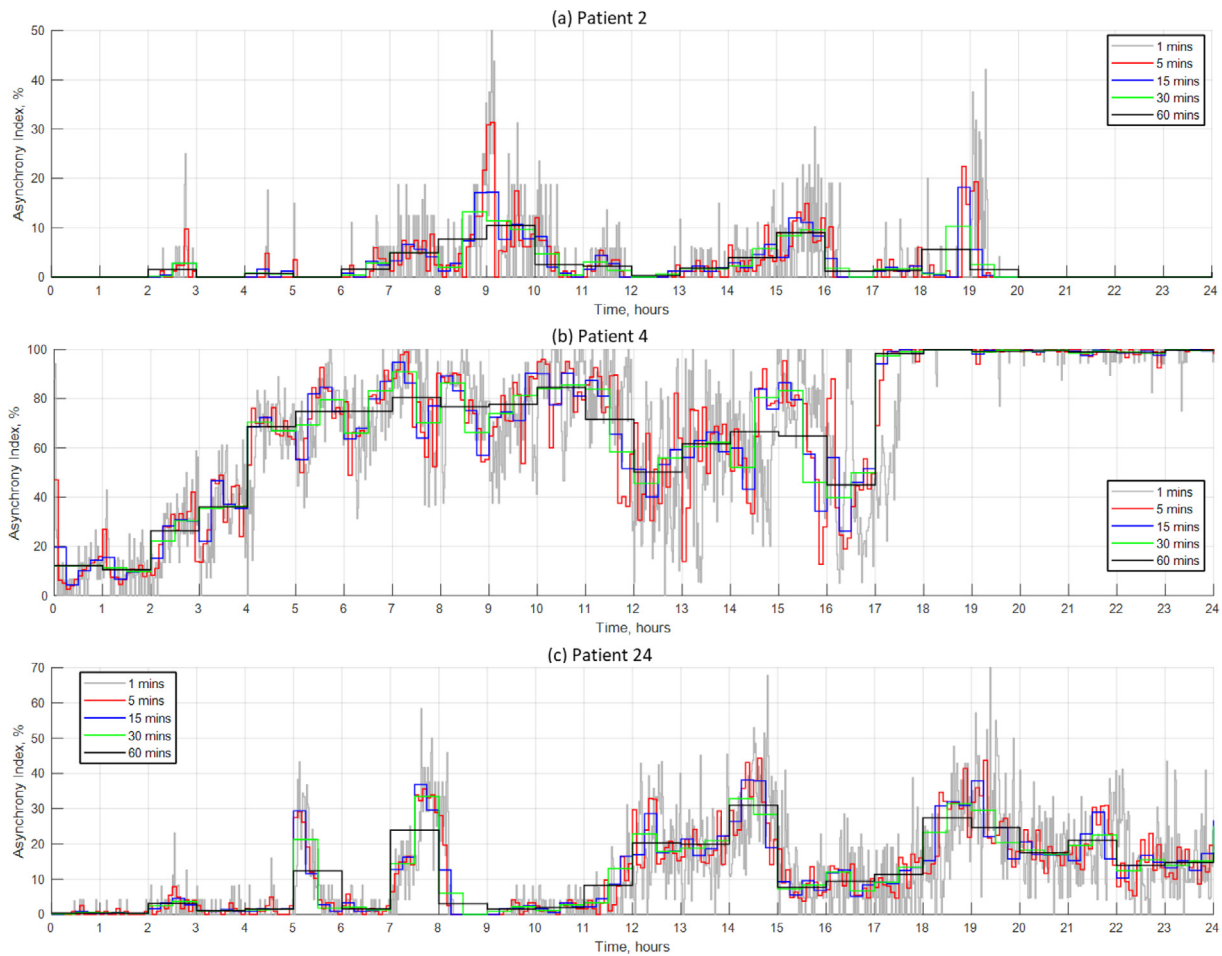 (a) Patient 2
50
40
30
20
10
0
Asynchrony Index, %
1 mins
5 mins
15 mins
30 mins
60 mins
0 1 2 3 4 5 6 7 8 9 10 11 12 13 14 15 16 17 18 19 20 21 22 23 24
Time, hours
(b) Patient 4
100
80
60
40
20
0
Asynchrony Index, %
1 mins
5 mins
15 mins
30 mins
60 mins
0 1 2 3 4 5 6 7 8 9 10 11 12 13 14 15 16 17 18 19 20 21 22 23 24
Time, hours
(c) Patient 24
70
60
50
40
30
20
10
0
Asynchrony Index, %
1 mins
5 mins
15 mins
30 mins
60 mins
0 1 2 3 4 5 6 7 8 9 10 11 12 13 14 15 16 17 18 19 20 21 22 23 24
Time, hours